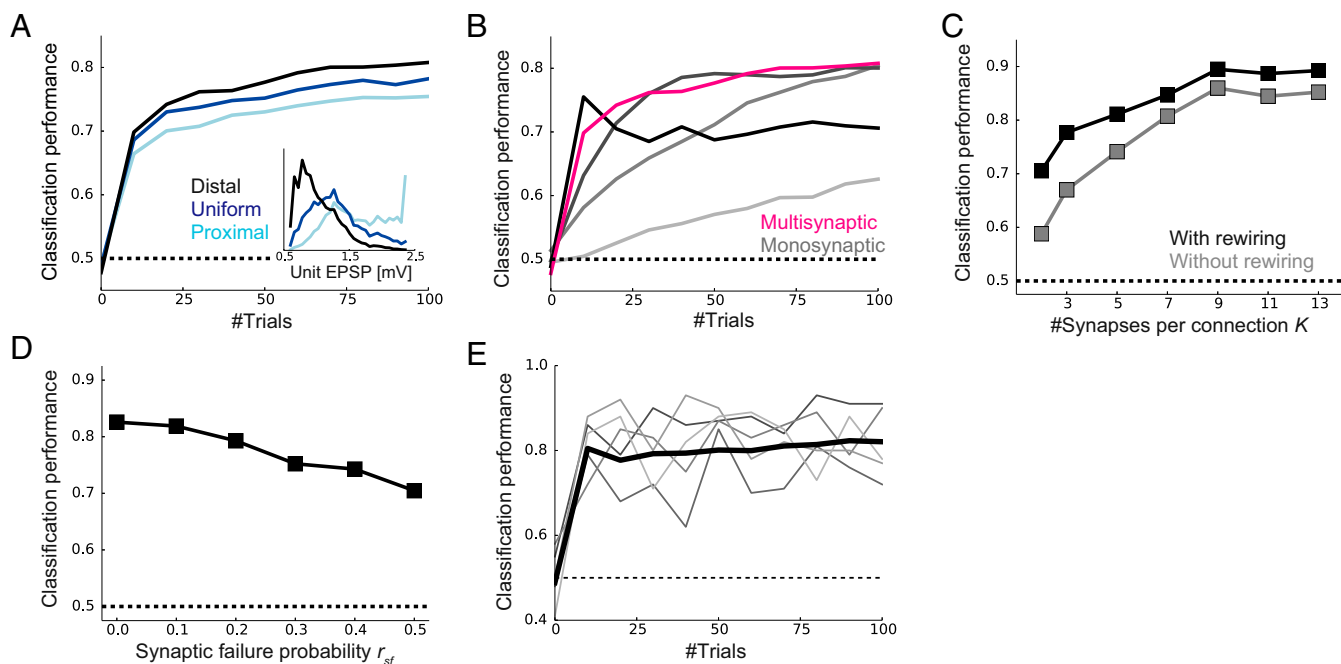 A
Classification performance
0.8
0.7
0.6
0.5
Distal
Uniform
Proximal
0.5 1.5 2.5
Unit EPSP [mV]
0 25 50 75 100
#Trials
B
Classification performance
0.8
0.7
0.6
0.5
Multisynaptic
Monosynaptic
0 25 50 75 100
#Trials
C
Classification performance
0.9
0.8
0.7
0.6
0.5
With rewiring
Without rewiring
3 5 7 9 11 13
#Synapses per connection K
D
Classification performance
0.9
0.8
0.7
0.6
0.5
0.0 0.1 0.2 0.3 0.4 0.5
Synaptic failure probability r_sf
E
Classification performance
1.0
0.8
0.6
0.4
0 25 50 75 100
#Trials